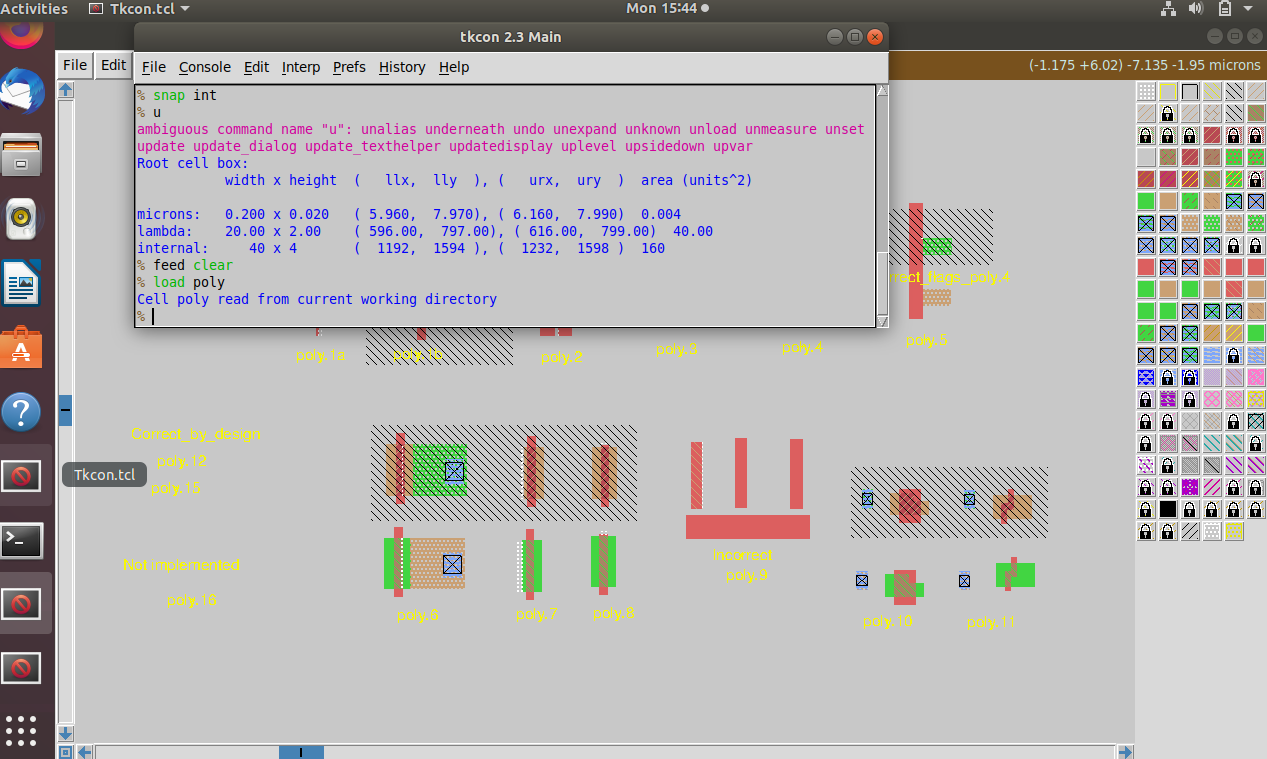 Activities Tkcon.tcl Mon 15:44
tkcon 2.3 Main
File Edit
(-1.175 +6.02) -7.135 -1.95 microns
File Console Edit Interp Prefs History Help
% snap int
% u
ambiguous command name "u": unalias underneath undo unexpand unknown unload unmeasure unset
update update_dialog update_texthelper updatedisplay uplevel upsidedown upvar
Root cell box:
width x height ( llx, lly ), ( urx, ury ) area (units^2)
microns: 0.200 x 0.020 ( 5.960, 7.970), ( 6.160, 7.990) 0.004
lambda: 20.00 x 2.00 ( 596.00, 797.00), ( 616.00, 799.00) 40.00
internal: 40 x 4 ( 1192, 1594 ), ( 1232, 1598 ) 160
% feed clear
% load poly
Cell poly read from current working directory
%
rrect_flags_poly.4
poly.1a
poly.2
poly.3
poly.4
poly.5
Correct_by_design
poly.12
poly.15
Tkcon.tcl
Not implemented
poly.16
poly.6
poly.7
poly.8
Incorrect
poly.9
poly.10
poly.11